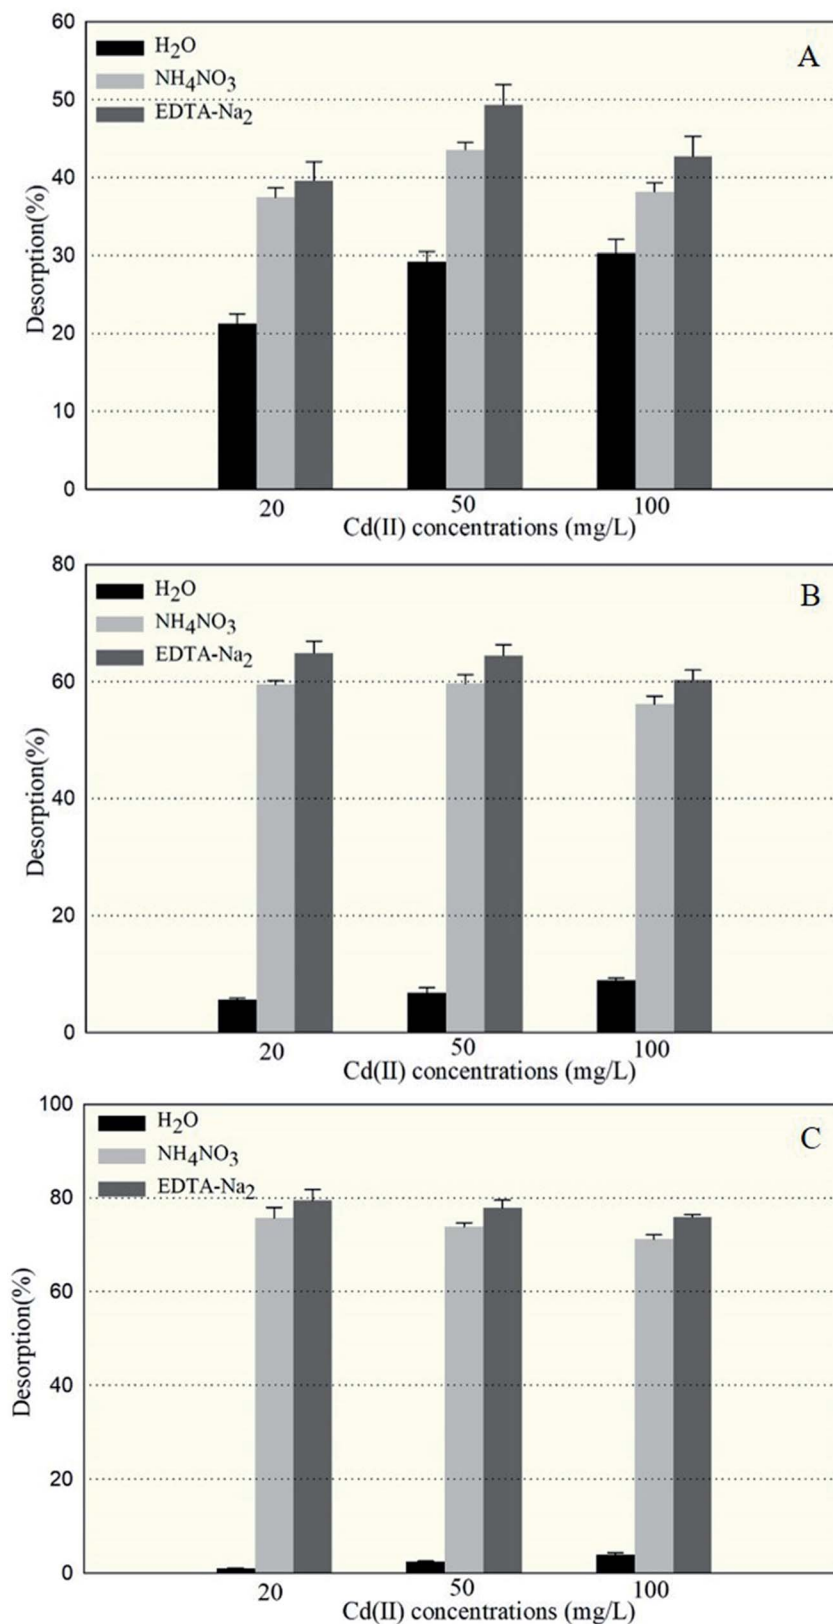 60
50
40
30
20
10
0
Desorption(%)
H₂O
NH₄NO₃
EDTA-Na₂
A
20 50 100
Cd(II) concentrations (mg/L)
80
60
40
20
0
Desorption(%)
H₂O
NH₄NO₃
EDTA-Na₂
B
20 50 100
Cd(II) concentrations (mg/L)
100
80
60
40
20
0
Desorption(%)
H₂O
NH₄NO₃
EDTA-Na₂
C
20 50 100
Cd(II) concentrations (mg/L)